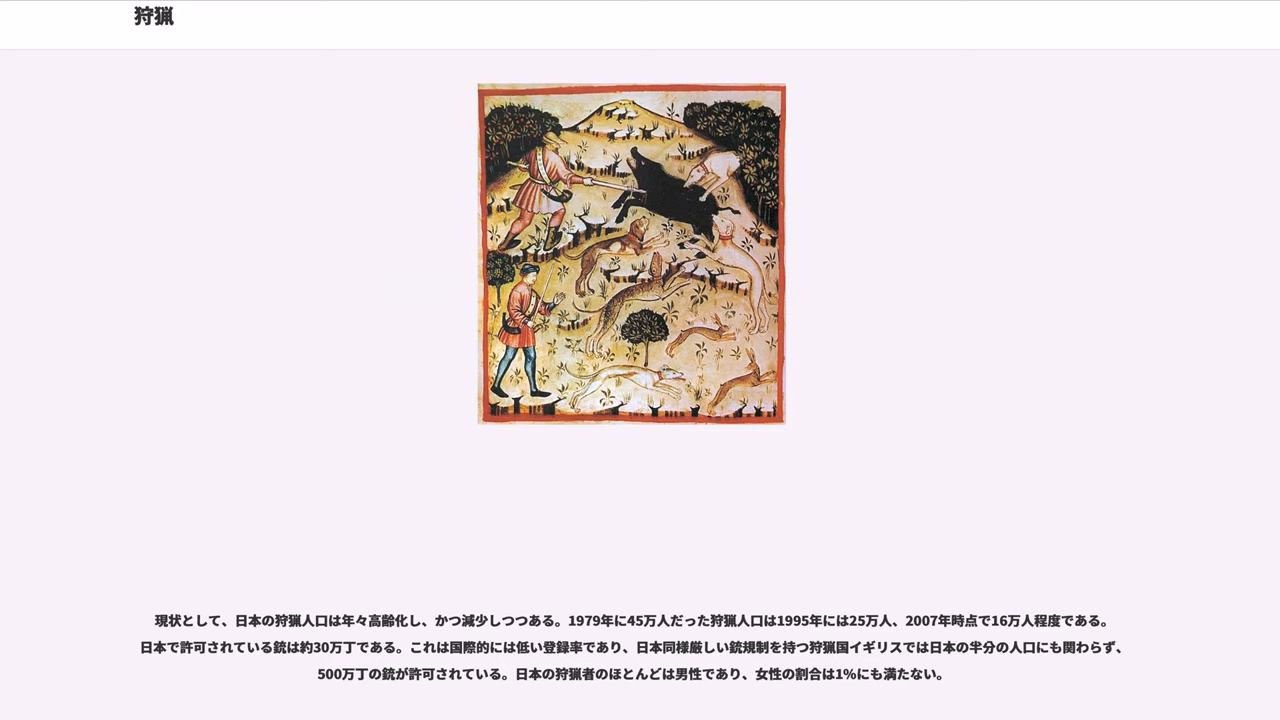 狩猟
現状として、日本の狩猟人口は年々高齢化し、かつ減少しつつある。1979年に45万人だった狩猟人口は1995年には25万人、2007年時点で16万人程度である。
日本で許可されている銃は約30万丁である。これは国際的には低い登録率であり、日本同様厳しい銃規制を持つ狩猟国イギリスでは日本の半分の人口にも関わらず、
500万丁の銃が許可されている。日本の狩猟者のほとんどは男性であり、女性の割合は1%にも満たない。